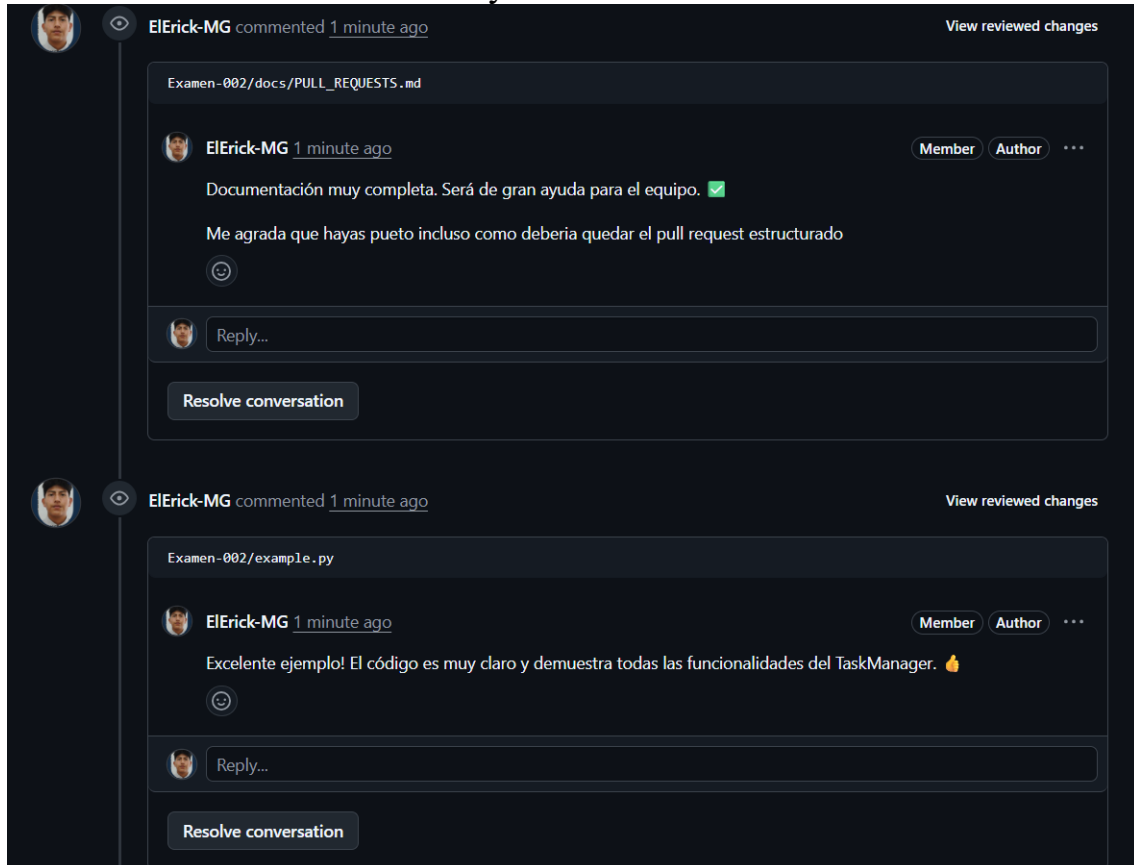 ElErick-MG commented 1 minute ago View reviewed changes
Examen-002/docs/PULL_REQUESTS.md
ElErick-MG 1 minute ago Member Author ...
Documentación muy completa. Será de gran ayuda para el equipo. ✅
Me agrada que hayas pueto incluso como deberia quedar el pull request estructurado
Reply...
Resolve conversation
ElErick-MG commented 1 minute ago View reviewed changes
Examen-002/example.py
ElErick-MG 1 minute ago Member Author ...
Excelente ejemplo! El código es muy claro y demuestra todas las funcionalidades del TaskManager. 👍
Reply...
Resolve conversation